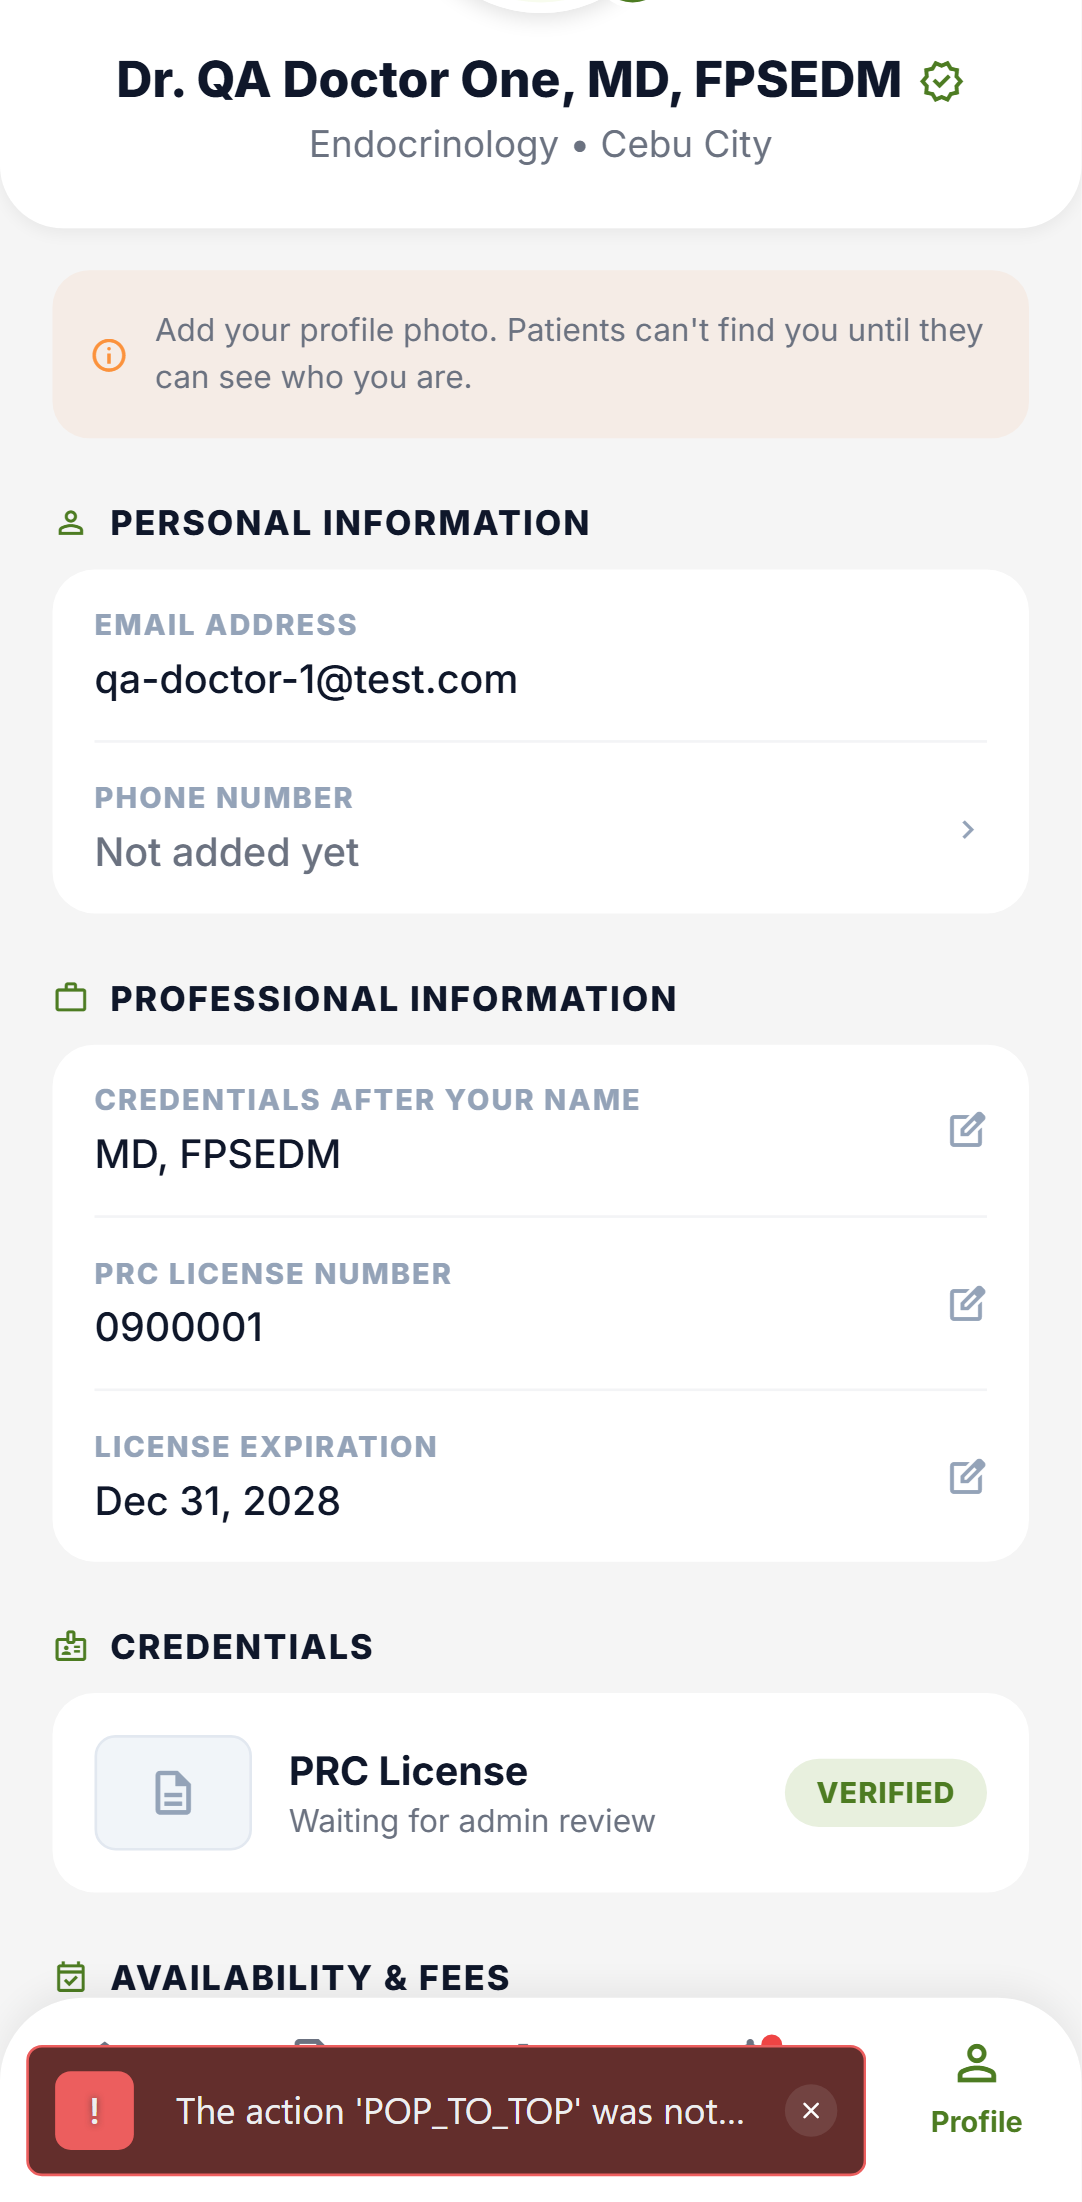 Dr. QA Doctor One, MD, FPSEDM
Endocrinology • Cebu City
Add your profile photo. Patients can't find you until they
can see who you are.
PERSONAL INFORMATION
EMAIL ADDRESS
qa-doctor-1@test.com
PHONE NUMBER
Not added yet
PROFESSIONAL INFORMATION
CREDENTIALS AFTER YOUR NAME
MD, FPSEDM
PRC LICENSE NUMBER
0900001
LICENSE EXPIRATION
Dec 31, 2028
CREDENTIALS
PRC License
Waiting for admin review
VERIFIED
AVAILABILITY & FEES
! The action 'POP_TO_TOP' was not...
Profile